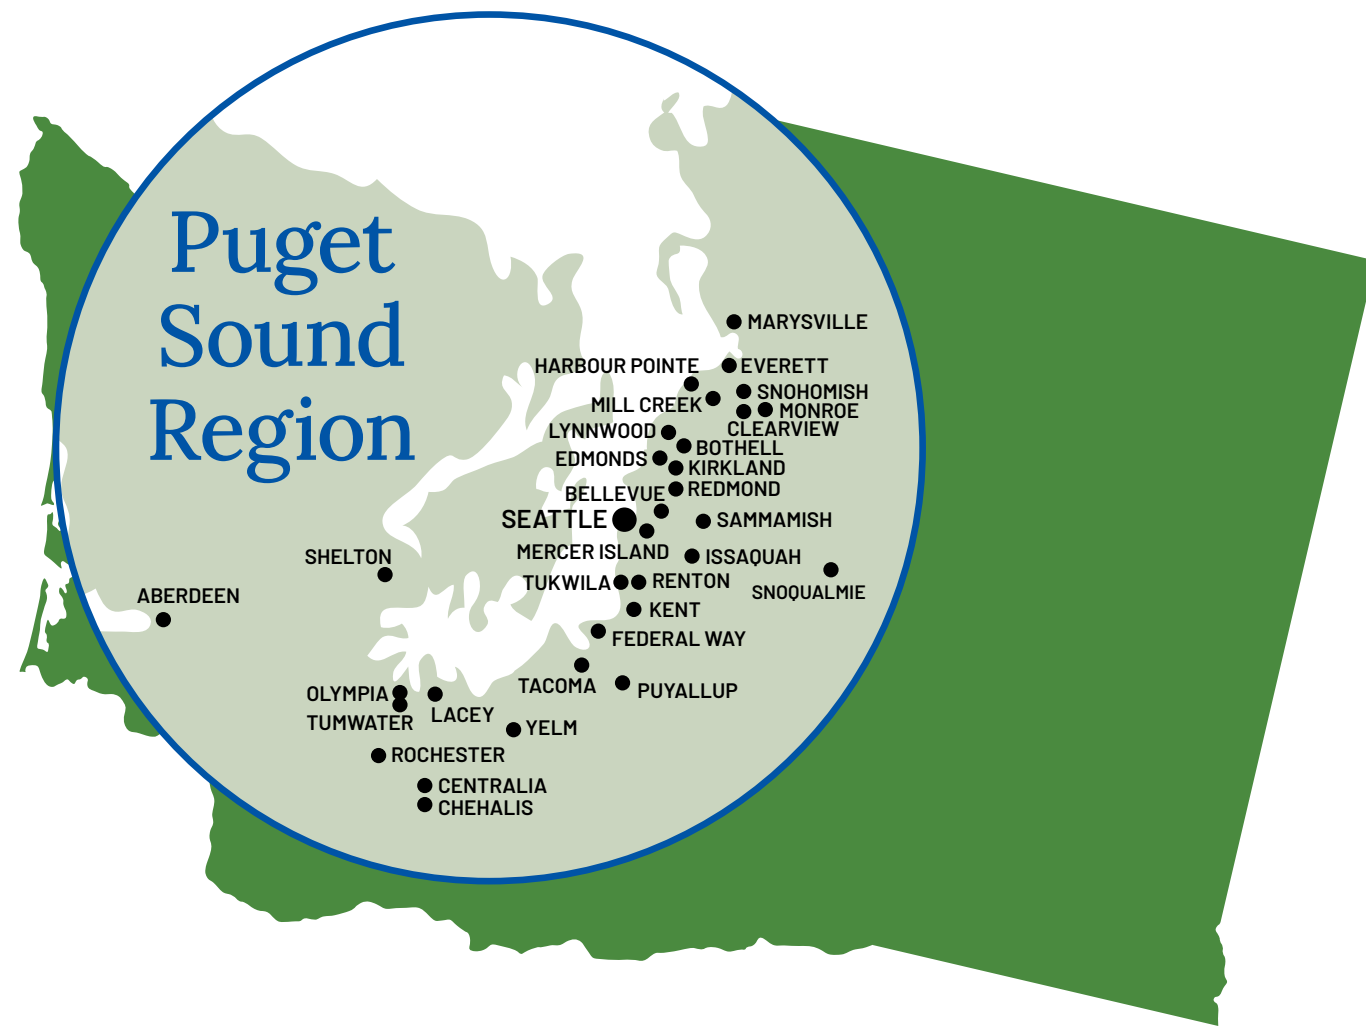 Puget
Sound
Region
MARYSVILLE
HARBOUR POINTE
EVERETT
SNOHOMISH
MILL CREEK
MONROE
CLEARVIEW
LYNNWOOD
BOTHELL
EDMONDS
KIRKLAND
REDMOND
BELLEVUE
SEATTLE
SAMMAMISH
MERCER ISLAND
ISSAQUAH
SHELTON
TUKWILA
RENTON
SNOQUALMIE
ABERDEEN
KENT
FEDERAL WAY
TACOMA
PUYALLUP
OLYMPIA
LACEY
TUMWATER
YELM
ROCHESTER
CENTRALIA
CHEHALIS